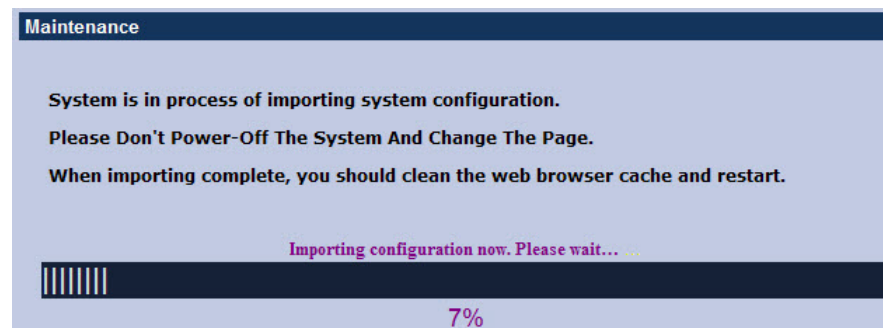 Maintenance
System is in process of importing system configuration.
Please Don't Power-Off The System And Change The Page.
When importing complete, you should clean the web browser cache and restart.
Importing configuration now. Please wait... ...
7%